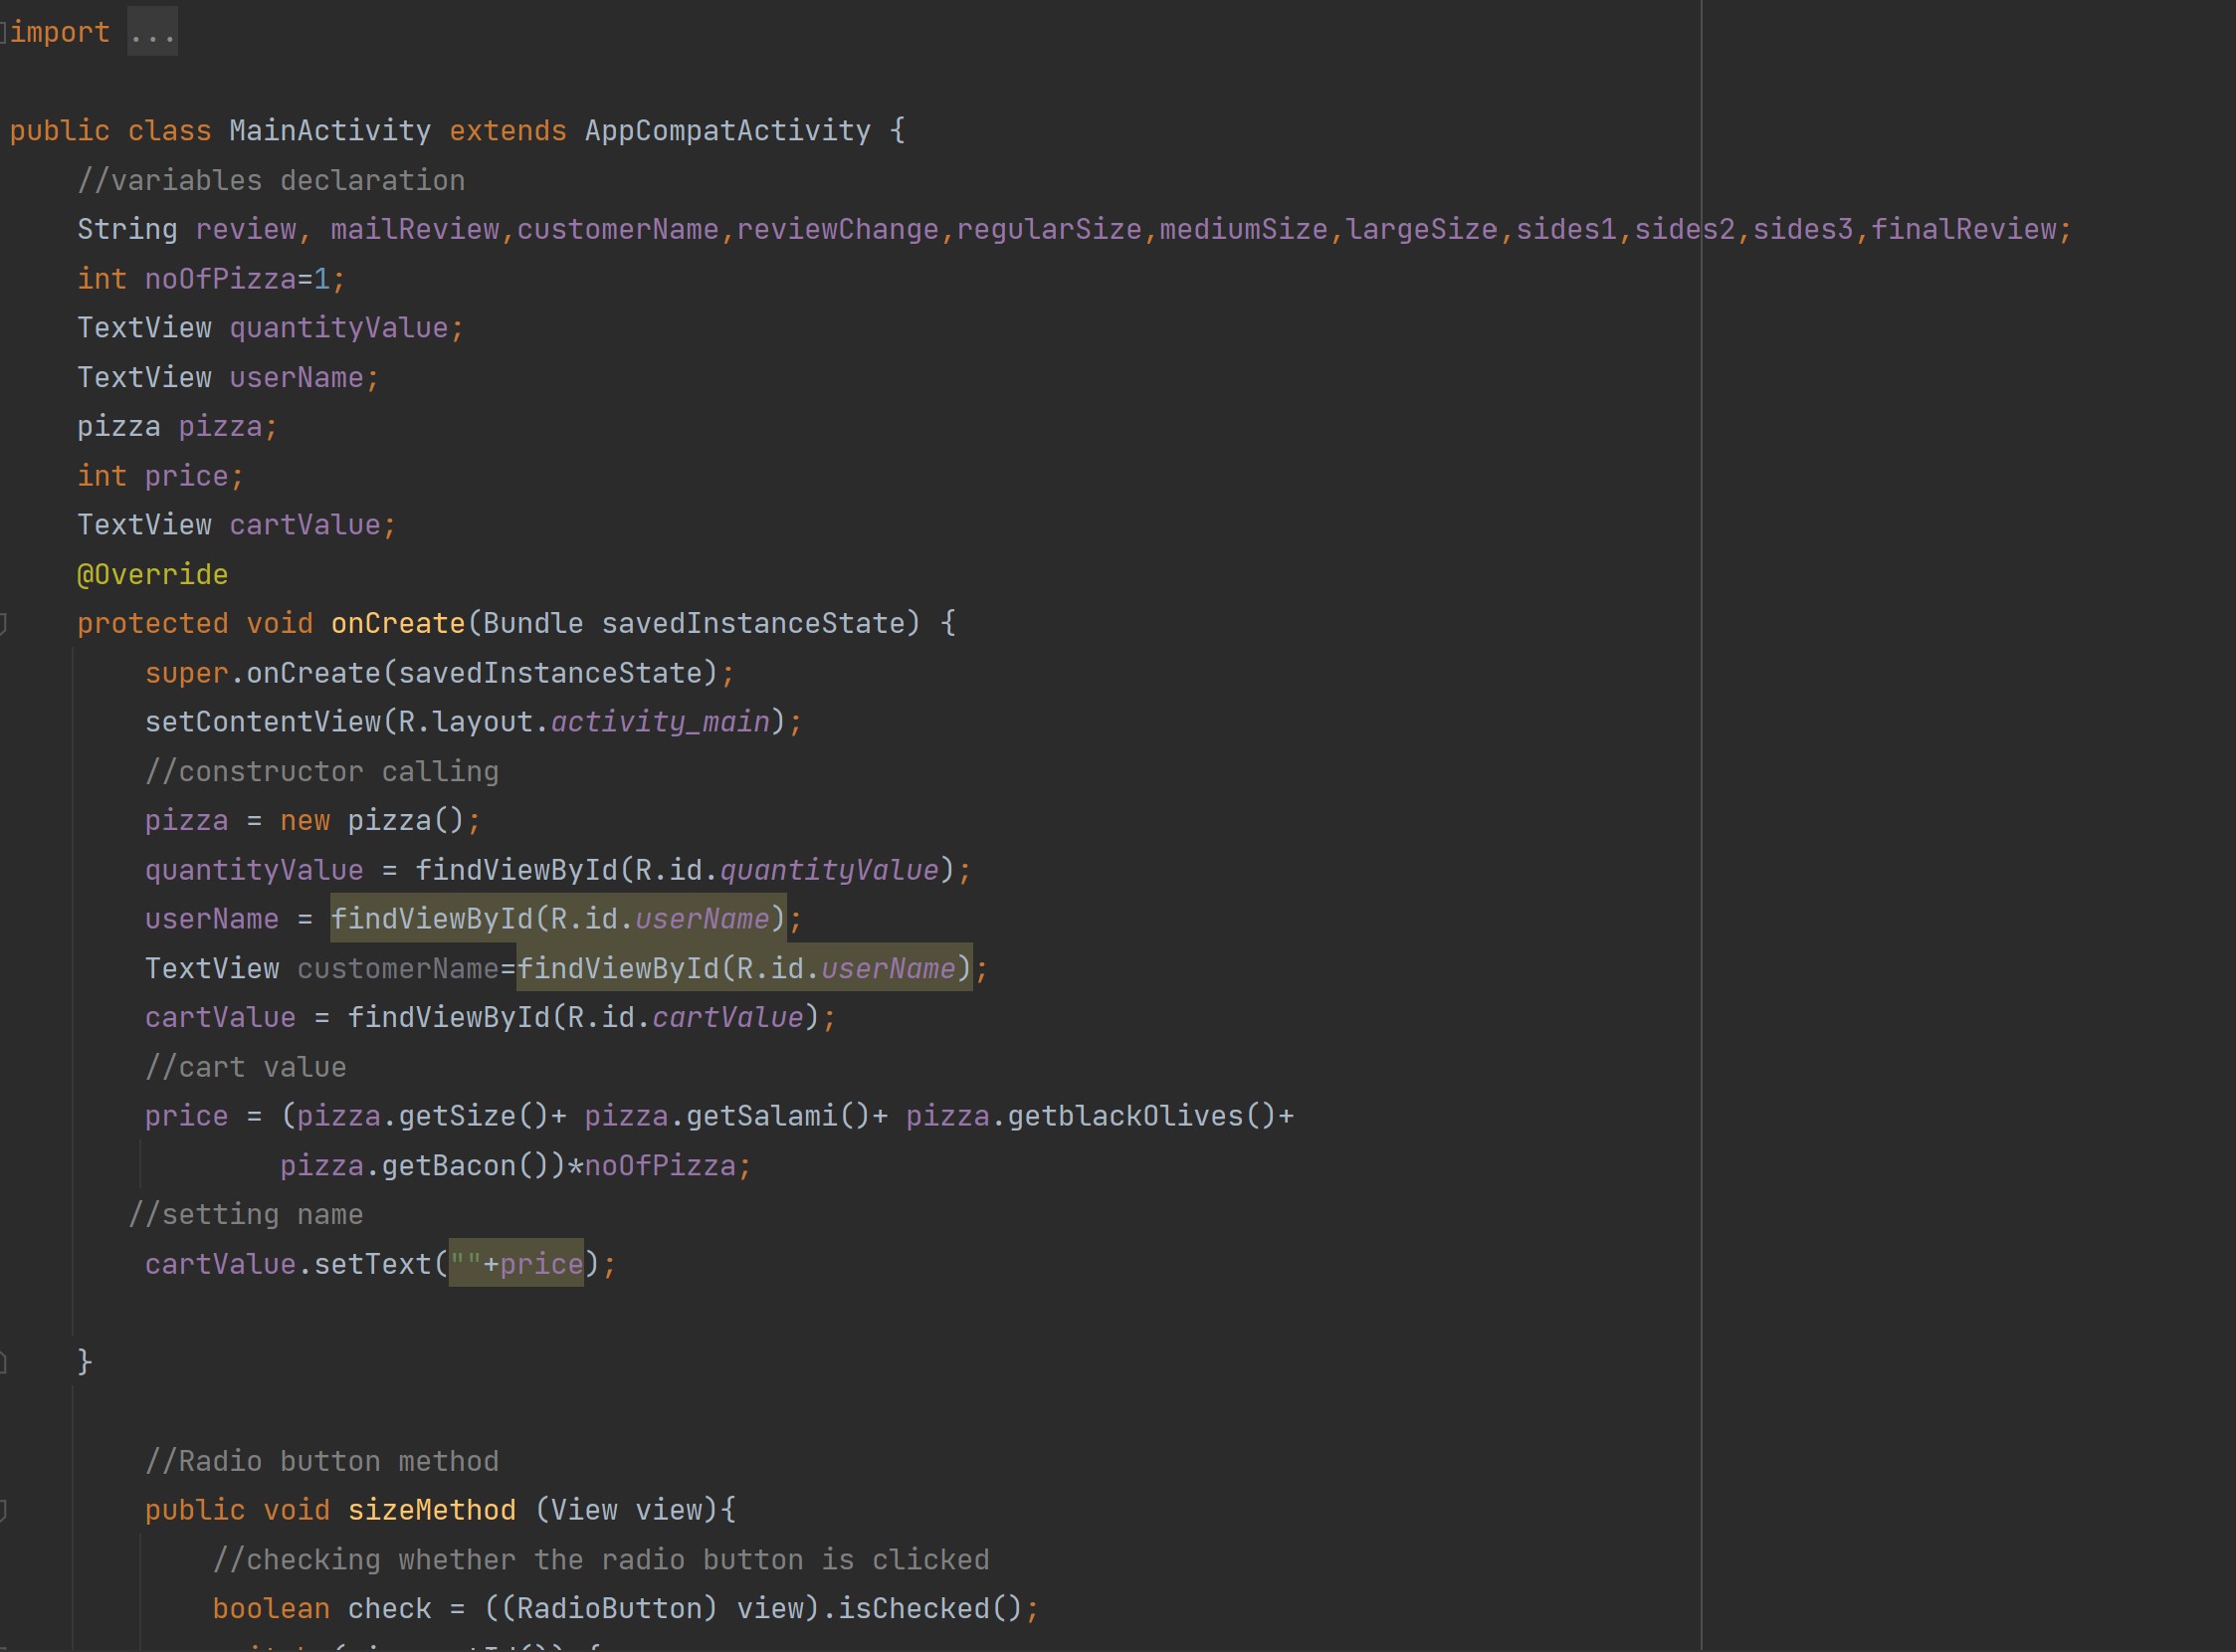 import ...
public class MainActivity extends AppCompatActivity {
//variables declaration
String review, mailReview,customerName,reviewChange,regularSize,mediumSize,largeSize,sides1,sides2,sides3,finalReview;
int noOfPizza=1;
TextView quantityValue;
TextView userName;
pizza pizza;
int price;
TextView cartValue;
@Override
protected void onCreate(Bundle savedInstanceState) {
super.onCreate(savedInstanceState);
setContentView(R.layout.activity_main);
//constructor calling
pizza = new pizza();
quantityValue = findViewById(R.id.quantityValue);
userName = findViewById(R.id.userName);
TextView customerName=findViewById(R.id.userName);
cartValue = findViewById(R.id.cartValue);
//cart value
price = (pizza.getSize()+ pizza.getSalami()+ pizza.getblackOlives()+
pizza.getBacon())*noOfPizza;
//setting name
cartValue.setText(""+price);
}
//Radio button method
public void sizeMethod (View view){
//checking whether the radio button is clicked
boolean check = ((RadioButton) view).isChecked();